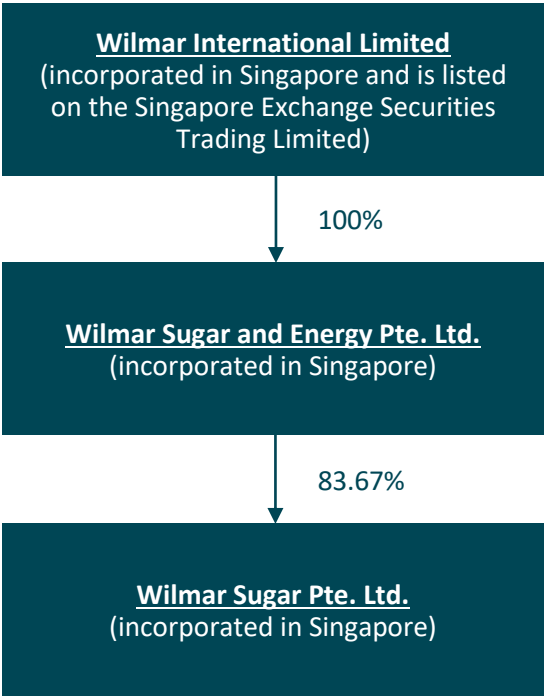 Wilmar International Limited
(incorporated in Singapore and is listed
on the Singapore Exchange Securities
Trading Limited)
100%
Wilmar Sugar and Energy Pte. Ltd.
(incorporated in Singapore)
83.67%
Wilmar Sugar Pte. Ltd.
(incorporated in Singapore)